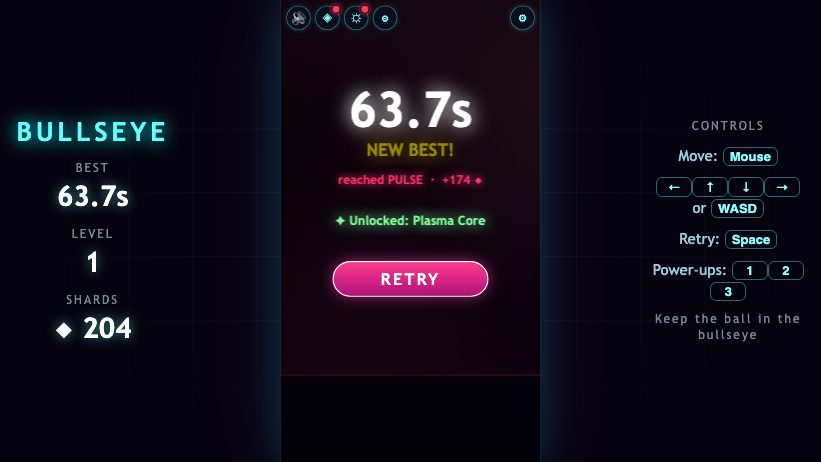 BULLSEYE
BEST
63.7s
LEVEL
1
SHARDS
◆ 204
63.7s
NEW BEST!
reached PULSE · +174 ◆
✦ Unlocked: Plasma Core
RETRY
CONTROLS
Move: Mouse
← ↑ ↓ →
or WASD
Retry: Space
Power-ups: 1 2
3
Keep the ball in the
bullseye